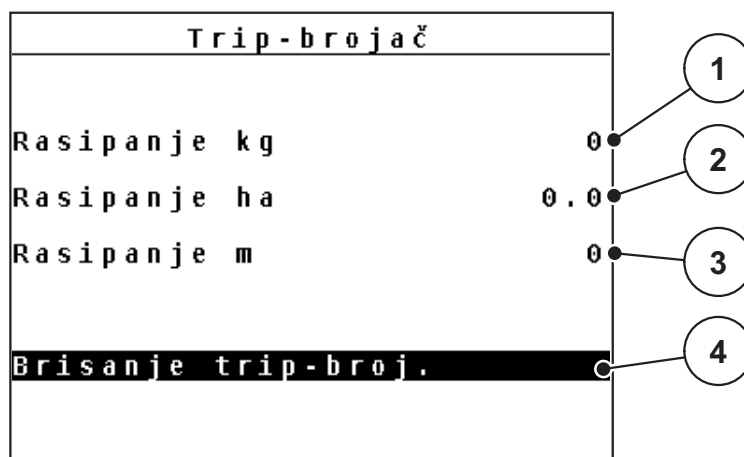 Trip-brojač
Rasipanje kg 0
Rasipanje ha 0.0
Rasipanje m 0
Brisanje trip-broj.
1
2
3
4